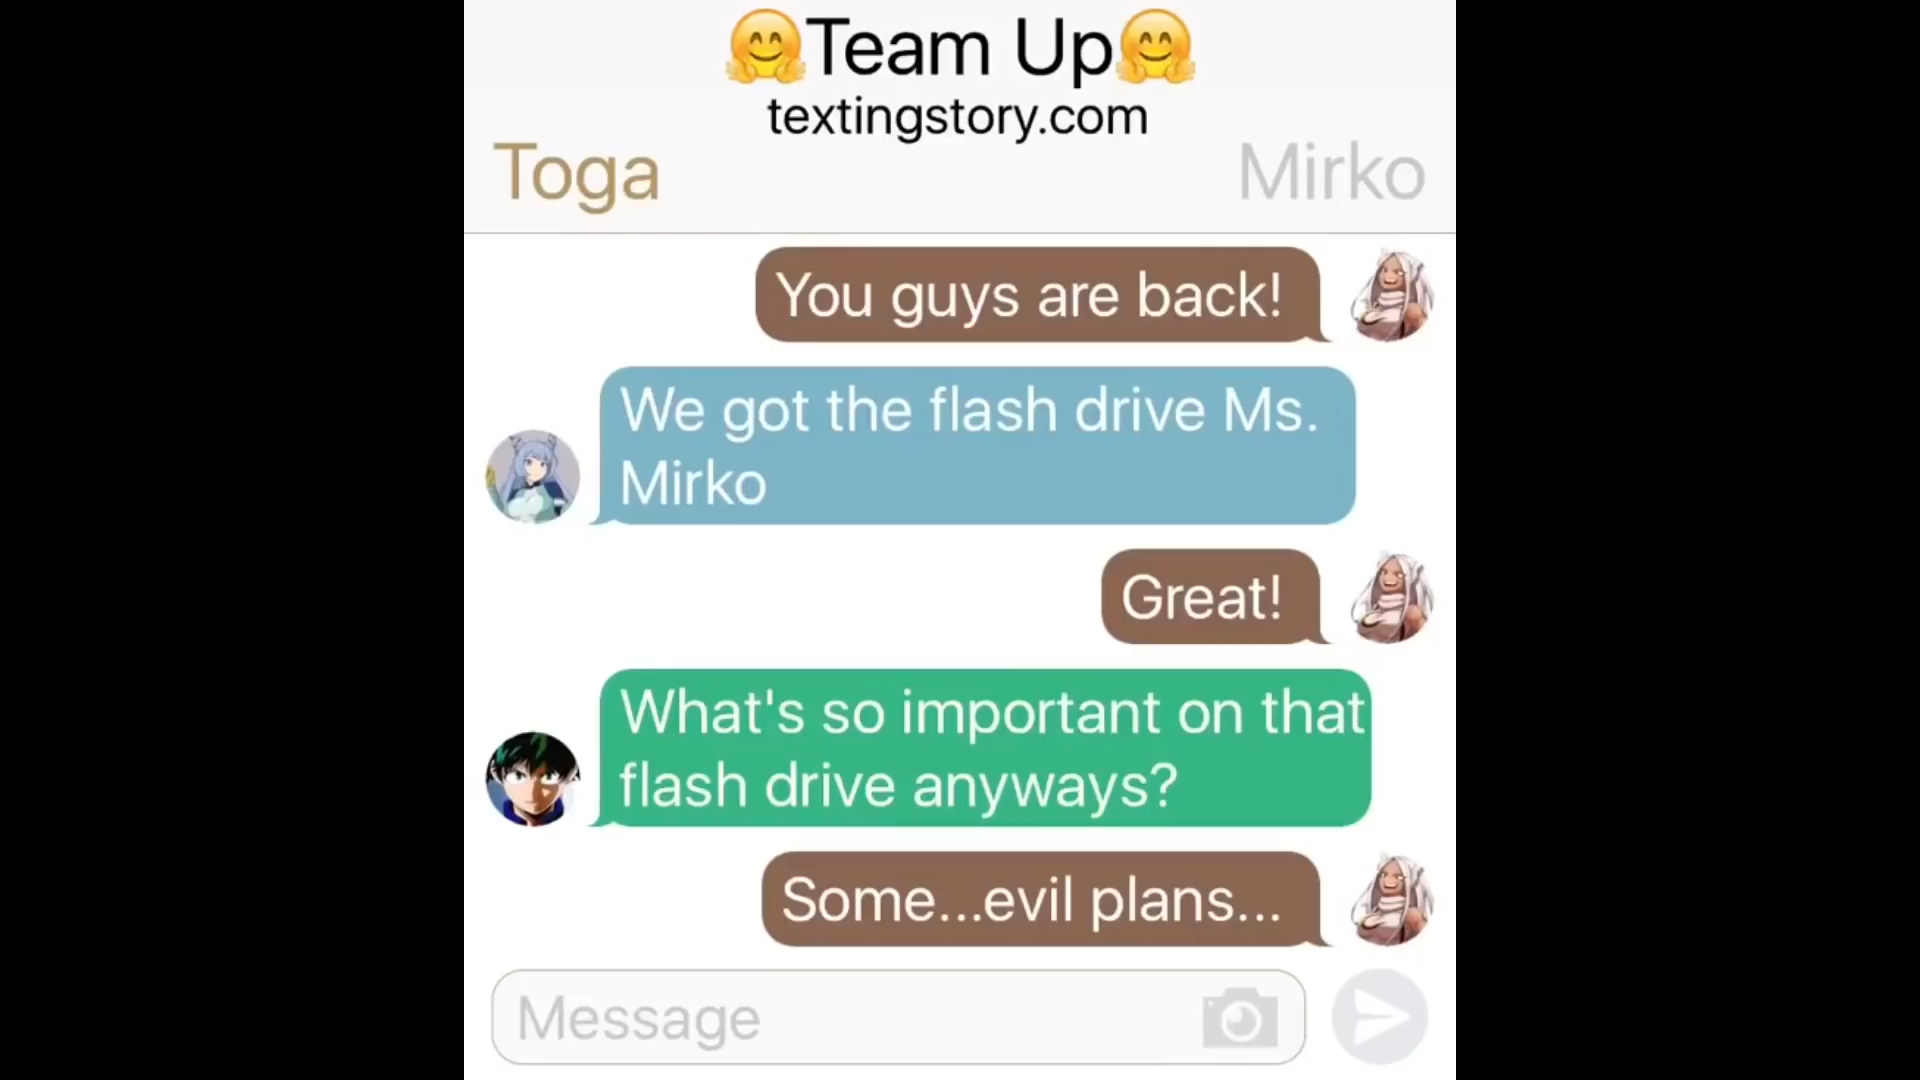 🤗Team Up🤗
textingstory.com
Toga
Mirko
You guys are back!
We got the flash drive Ms.
Mirko
Great!
What's so important on that
flash drive anyways?
Some...evil plans...
Message